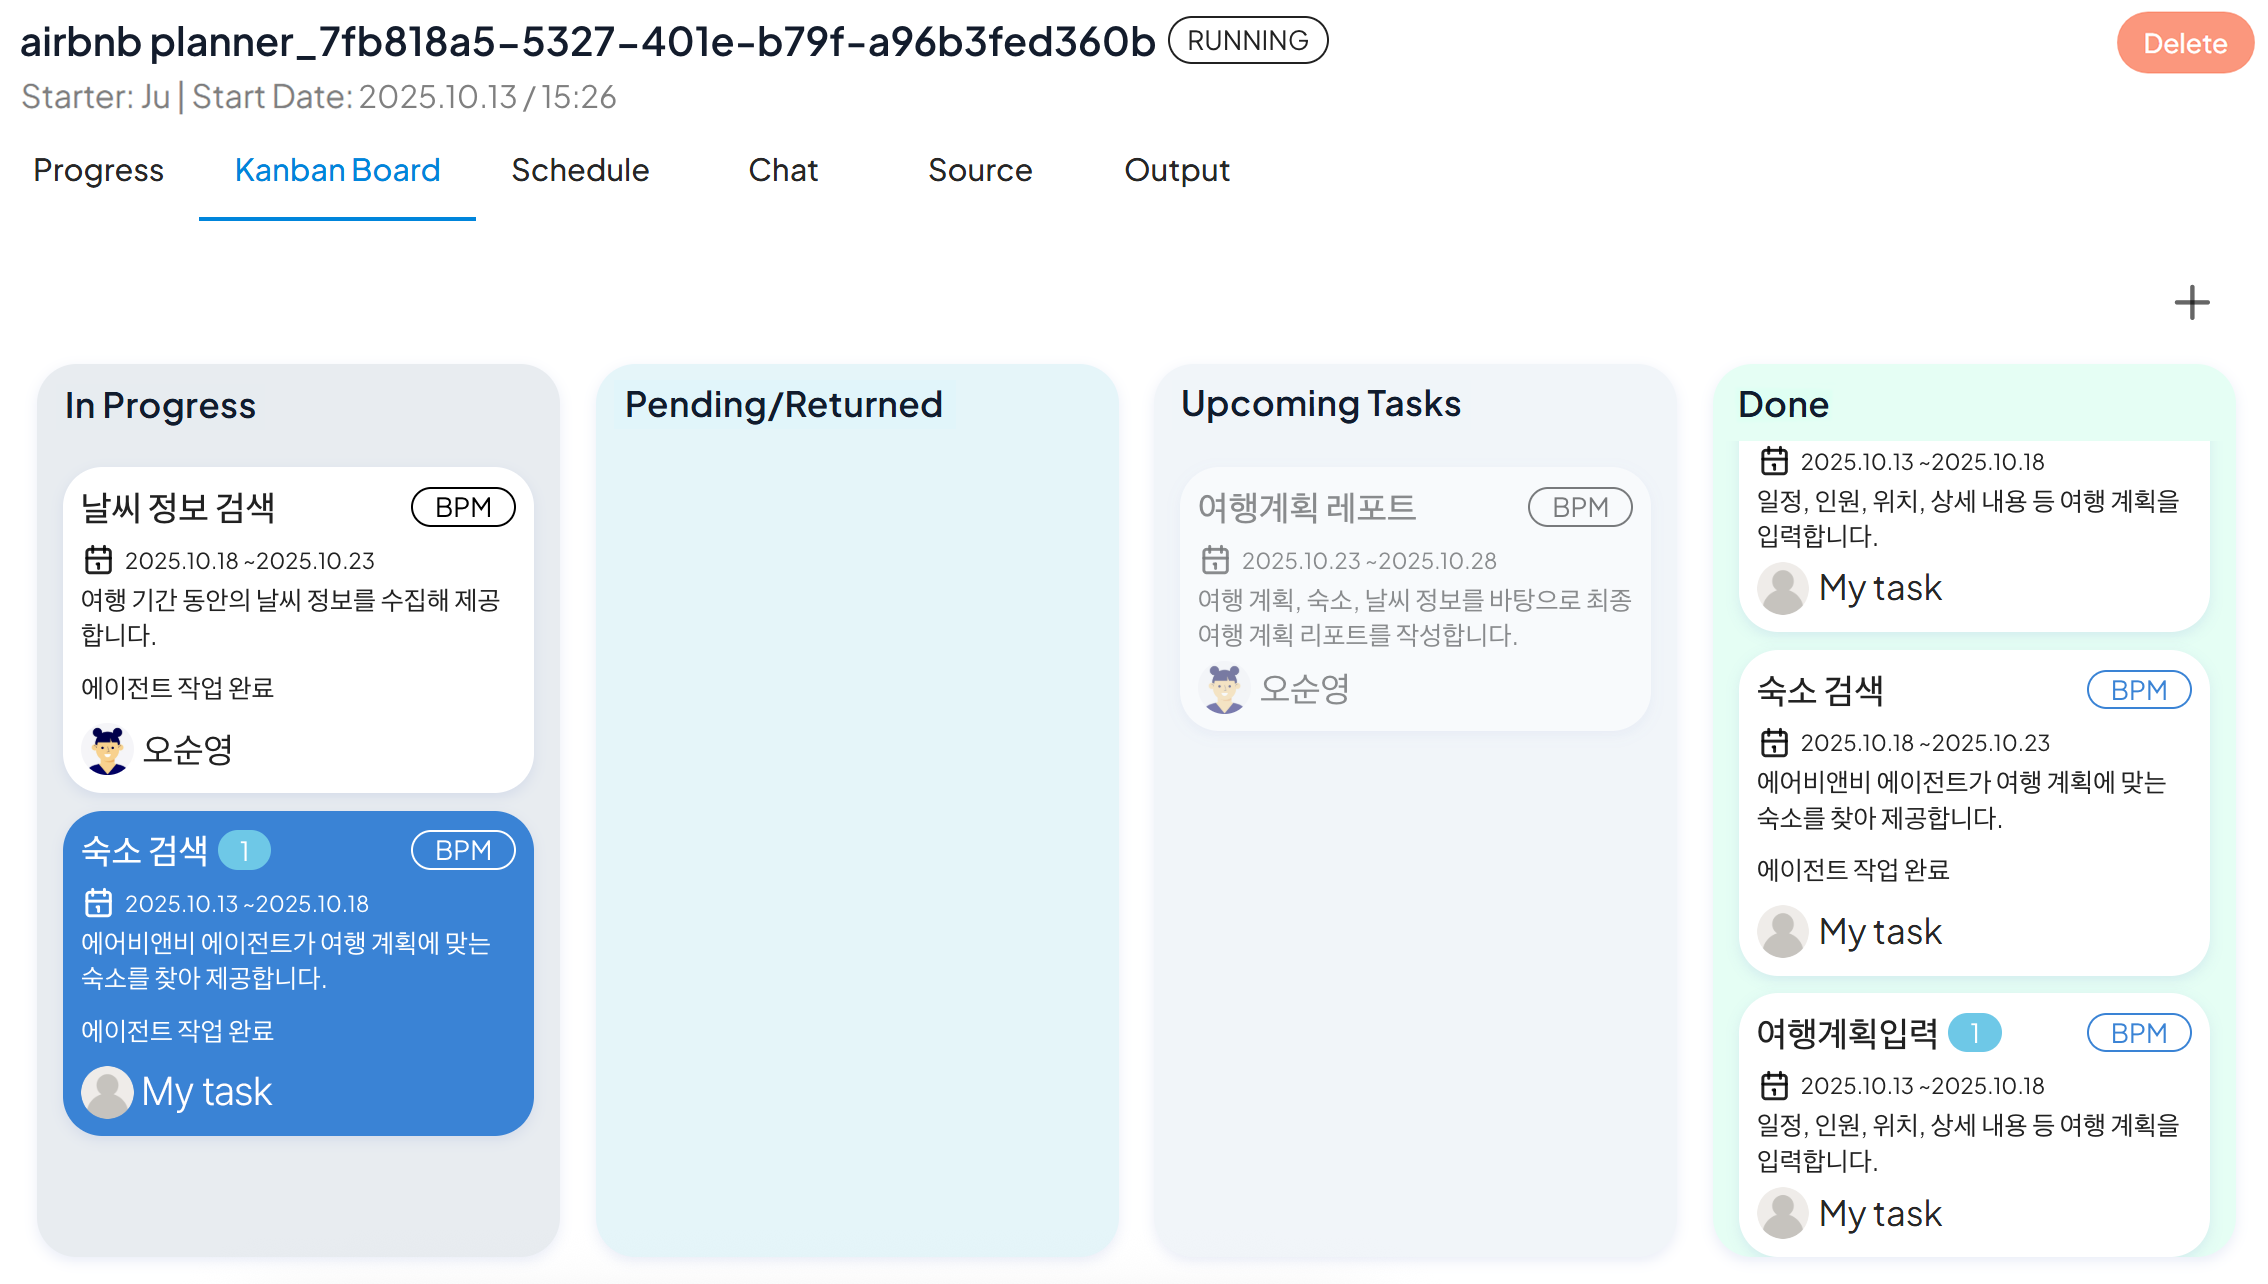 airbnb planner_7fb818a5-5327-401e-b79f-a96b3fed360b RUNNING
Delete
Starter: Ju | Start Date: 2025.10.13 / 15:26
Progress
Kanban Board
Schedule
Chat
Source
Output
In Progress
날씨 정보 검색 BPM
2025.10.18 ~2025.10.23
여행 기간 동안의 날씨 정보를 수집해 제공
합니다.
에이전트 작업 완료
오순영
숙소 검색 1 BPM
2025.10.13 ~2025.10.18
에어비앤비 에이전트가 여행 계획에 맞는
숙소를 찾아 제공합니다.
에이전트 작업 완료
My task
Pending/Returned
Upcoming Tasks
여행계획 레포트 BPM
2025.10.23 ~2025.10.28
여행 계획, 숙소, 날씨 정보를 바탕으로 최종
여행 계획 리포트를 작성합니다.
오순영
Done
2025.10.13 ~2025.10.18
일정, 인원, 위치, 상세 내용 등 여행 계획을
입력합니다.
My task
숙소 검색 BPM
2025.10.18 ~2025.10.23
에어비앤비 에이전트가 여행 계획에 맞는
숙소를 찾아 제공합니다.
에이전트 작업 완료
My task
여행계획입력 1 BPM
2025.10.13 ~2025.10.18
일정, 인원, 위치, 상세 내용 등 여행 계획을
입력합니다.
My task